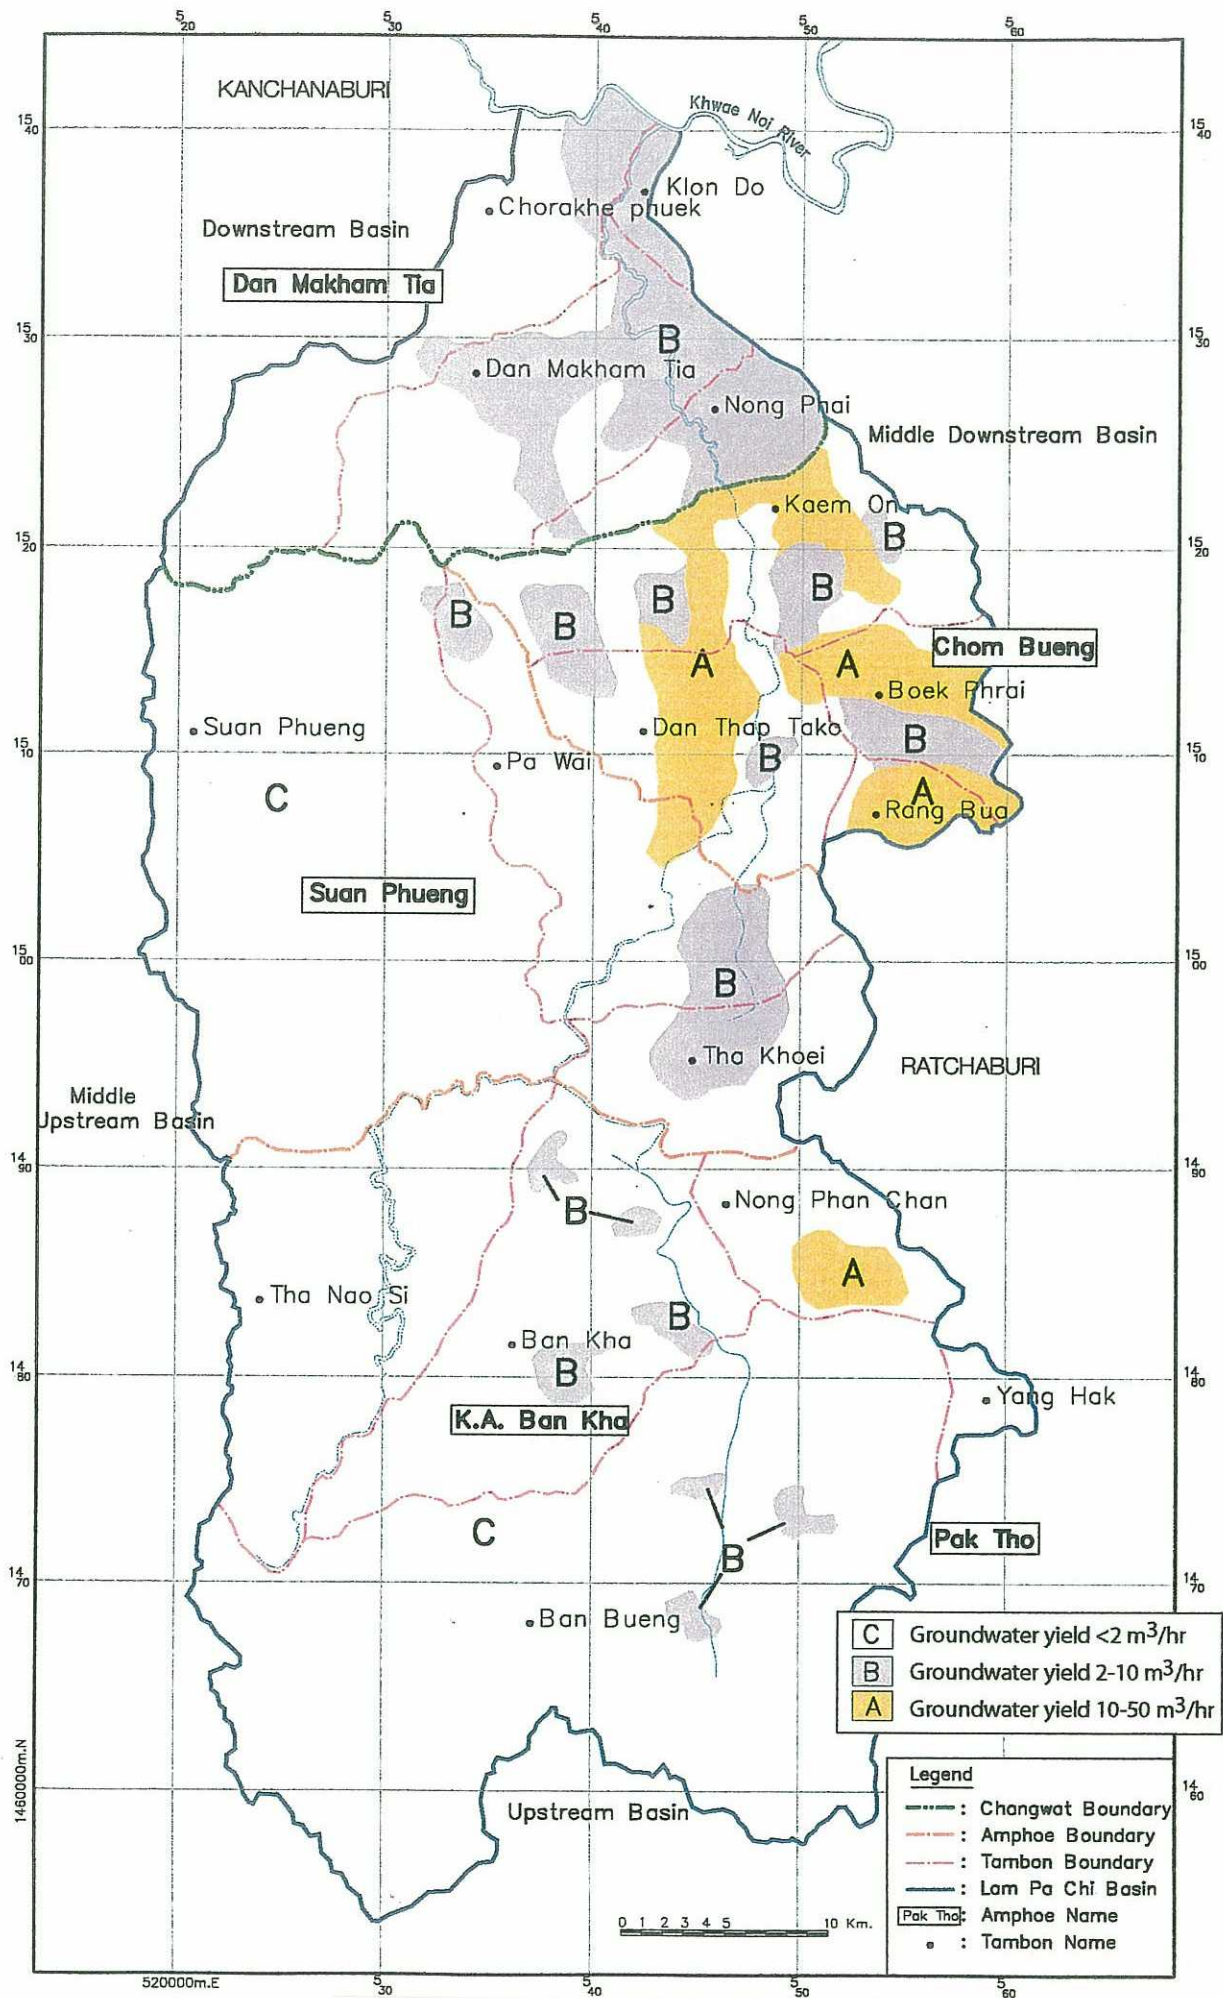 5 20
5 30
5 40
5 50
5 60
KANCHANABURI
Khwae Noi River
15 40
15 40
Klon Do
Chorakhe phuek
Downstream Basin
Dan Makham Tia
15 30
B
15 30
Dan Makham Tia
Nong Phai
Middle Downstream Basin
Kaem On
B
15 20
15 20
B
B
B
B
Chom Bueng
A
A
Boek Phrai
Suan Phueng
Dan Thap Tako
B
15 10
15 10
Pa Wai
B
C
A
Rang Bua
Suan Phueng
15 00
15 00
B
Tha Khoei
RATCHABURI
Middle
Upstream Basin
14 90
14 90
B
Nong Phan Chan
A
Tha Nao Si
B
Ban Kha
14 80
B
14 80
Yang Hak
K.A. Ban Kha
C
Pak Tho
B
14 70
14 70
Ban Bueng
C Groundwater yield <2 m³/hr
B Groundwater yield 2-10 m³/hr
A Groundwater yield 10-50 m³/hr
1460000m.N
14 60
Upstream Basin
Legend
: Changwat Boundary
: Amphoe Boundary
: Tambon Boundary
: Lam Pa Chi Basin
Pak Tho : Amphoe Name
: Tambon Name
0 1 2 3 4 5 10 Km.
520000m.E
5 30
5 40
5 50
5 60